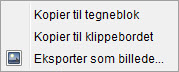 Kopier til tegneblok
Kopier til klippebordet
Eksporter som billede...